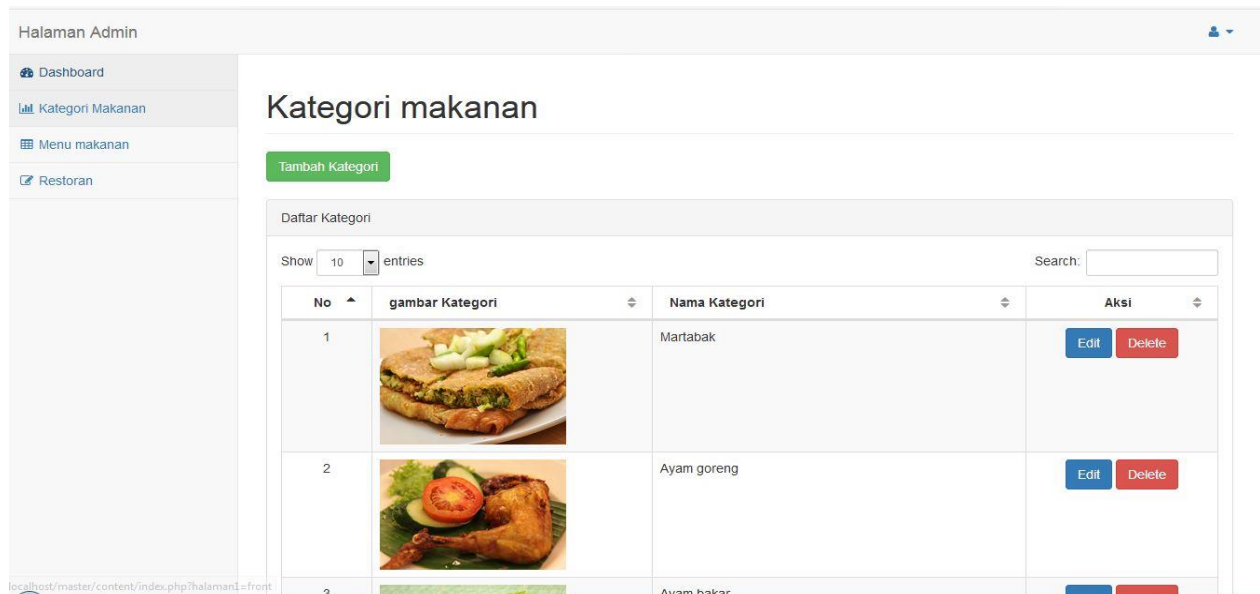 Halaman Admin
Dashboard
Kategori Makanan
Menu makanan
Restoran
Kategori makanan
Tambah Kategori
Daftar Kategori
Show 10 entries
Search:
No gambar Kategori Nama Kategori Aksi
1 Martabak Edit Delete
2 Ayam goreng Edit Delete
3 Ayam bakar
localhost/master/content/index.php?halaman1=front